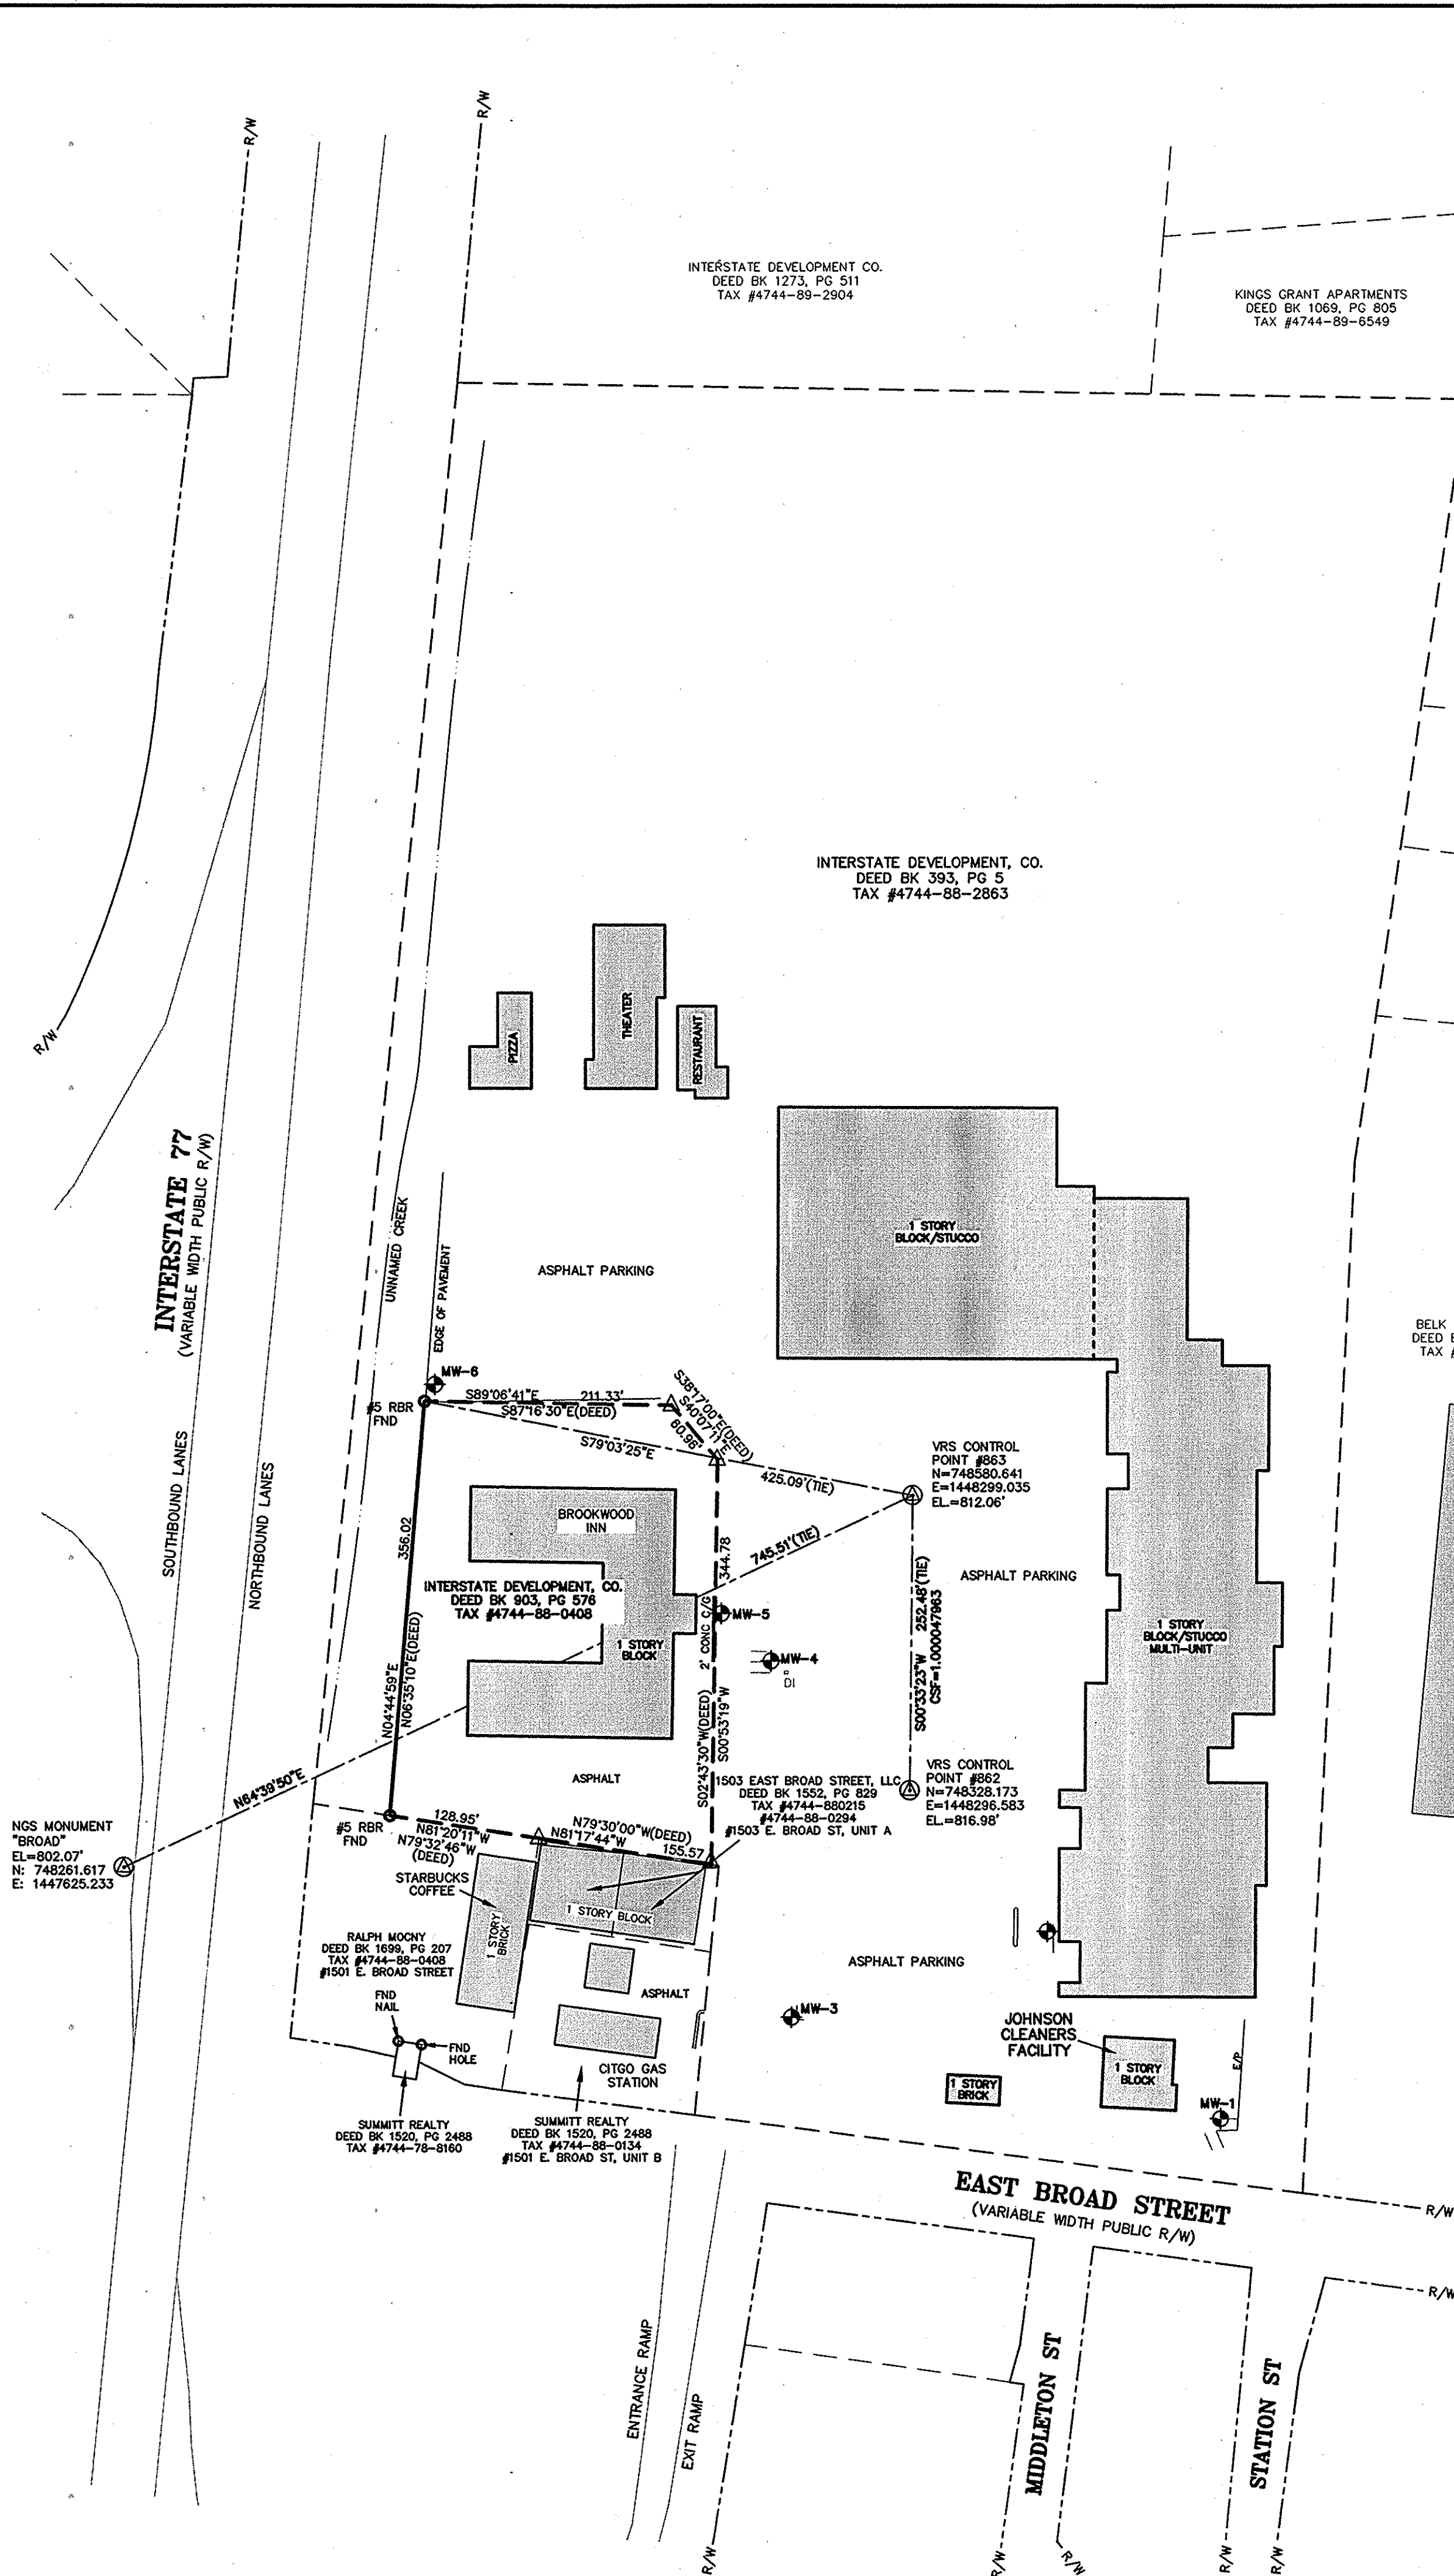 R/W
R/W
INTERSTATE DEVELOPMENT CO.
DEED BK 1273, PG 511
TAX #4744-89-2904
KINGS GRANT APARTMENTS
DEED BK 1069, PG 805
TAX #4744-89-6549
INTERSTATE DEVELOPMENT, CO.
DEED BK 393, PG 5
TAX #4744-88-2863
R/W
PIZZA
THEATER
RESTAURANT
INTERSTATE 77
(VARIABLE WIDTH PUBLIC R/W)
UNNAMED CREEK
EDGE OF PAVEMENT
ASPHALT PARKING
1 STORY
BLOCK/STUCCO
BELK
DEED
TAX
MW-6
#5 RBR
FND
S89°06'41"E 211.33'
S87°16'30"E(DEED)
S38°17'00"E(DEED)
S40°07'11"E
60.96'
S79°03'25"E
425.09'(TIE)
VRS CONTROL
POINT #863
N=748580.641
E=1448299.035
EL.=812.06'
SOUTHBOUND LANES
NORTHBOUND LANES
356.02
N04°44'59"E
N06°35'10"E(DEED)
BROOKWOOD
INN
745.51'(TIE)
344.78
INTERSTATE DEVELOPMENT, CO.
DEED BK 903, PG 576
TAX #4744-88-0408
1 STORY
BLOCK
MW-5
2' CONC C/G
MW-4
DI
S02°43'30"W(DEED)
S00°53'19"W
S00°33'23"W 252.48'(TIE)
CSF=1.000047963
ASPHALT PARKING
1 STORY
BLOCK/STUCCO
MULTI-UNIT
N64°39'50"E
ASPHALT
1503 EAST BROAD STREET, LLC
DEED BK 1552, PG 829
TAX #4744-880215
#4744-88-0294
#1503 E. BROAD ST, UNIT A
VRS CONTROL
POINT #862
N=748328.173
E=1448296.583
EL.=816.98'
NGS MONUMENT
"BROAD"
EL=802.07'
N: 748261.617
E: 1447625.233
#5 RBR
FND
128.95'
N81°20'11"W
N79°32'46"W
(DEED)
N79°30'00"W(DEED)
N81°17'44"W
155.57
STARBUCKS
COFFEE
1 STORY
BRICK
1 STORY BLOCK
RALPH MOCNY
DEED BK 1699, PG 207
TAX #4744-88-0408
#1501 E. BROAD STREET
FND
NAIL
FND
HOLE
ASPHALT
CITGO GAS
STATION
ASPHALT PARKING
MW-3
JOHNSON
CLEANERS
FACILITY
1 STORY
BRICK
1 STORY
BLOCK
E/P
MW-1
SUMMITT REALTY
DEED BK 1520, PG 2488
TAX #4744-78-8160
SUMMITT REALTY
DEED BK 1520, PG 2488
TAX #4744-88-0134
#1501 E. BROAD ST, UNIT B
EAST BROAD STREET
(VARIABLE WIDTH PUBLIC R/W)
R/W
R/W
ENTRANCE RAMP
EXIT RAMP
MIDDLETON ST
STATION ST
R/W
R/W
R/W
R/W
R/W